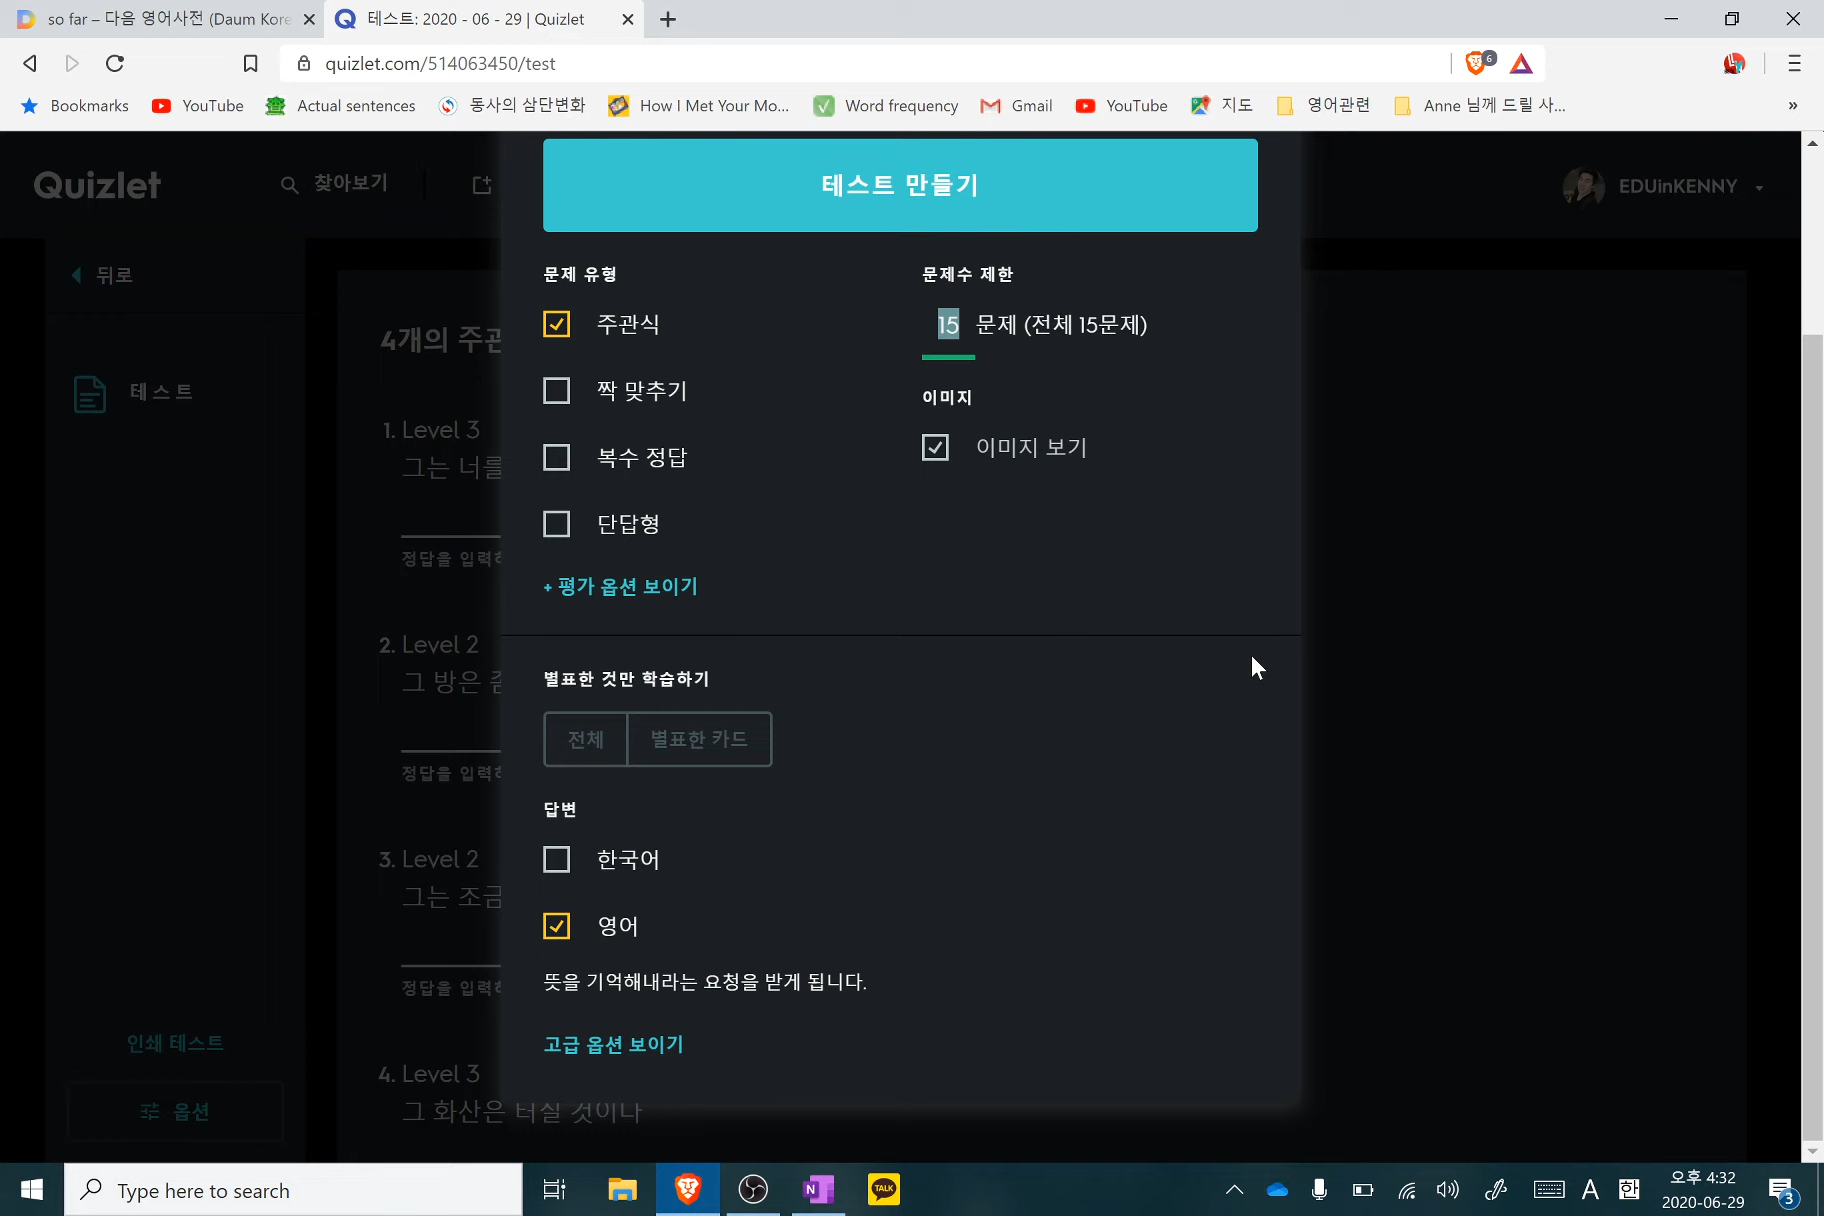 so far – 다음 영어사전 (Daum Kore
테스트: 2020 - 06 - 29 | Quizlet
quizlet.com/514063450/test
6
Bookmarks
YouTube
Actual sentences
동사의 삼단변화
How I Met Your Mo...
Word frequency
Gmail
YouTube
지도
영어관련
Anne 님께 드릴 사...
»
Quizlet
찾아보기
EDUinKENNY
테스트 만들기
뒤로
테스트
4개의 주관
1. Level 3
그는 너를
정답을 입력하
2. Level 2
그 방은 좀
정답을 입력하
3. Level 2
그는 조금
정답을 입력하
4. Level 3
그 화산은 터질 것이다
인쇄 테스트
옵션
문제 유형
주관식
짝 맞추기
복수 정답
단답형
+ 평가 옵션 보이기
문제수 제한
15 문제 (전체 15문제)
이미지
이미지 보기
별표한 것만 학습하기
전체
별표한 카드
답변
한국어
영어
뜻을 기억해내라는 요청을 받게 됩니다.
고급 옵션 보이기
Type here to search
N
TALK
A
한
오후 4:32
2020-06-29
3